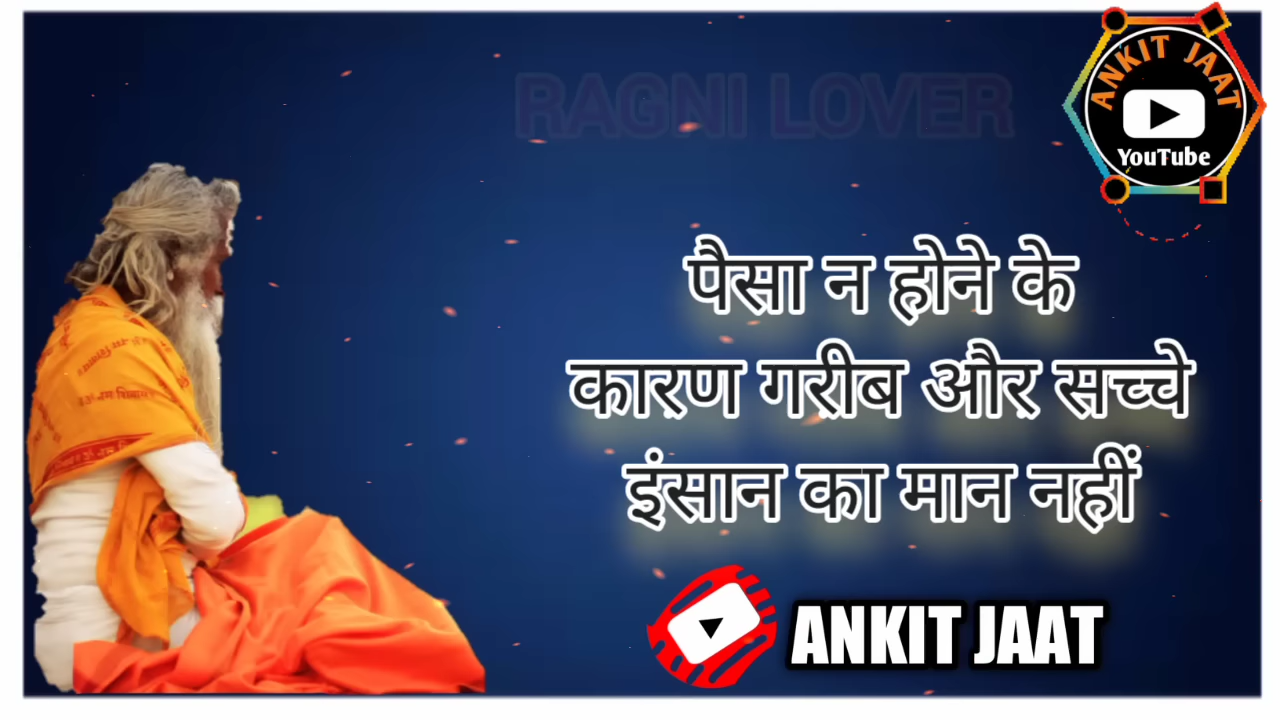 RAGNI LOVER
ANKIT JAAT
YouTube
पैसा न होने के
कारण गरीब और सच्चे
इंसान का मान नहीं
ANKIT JAAT